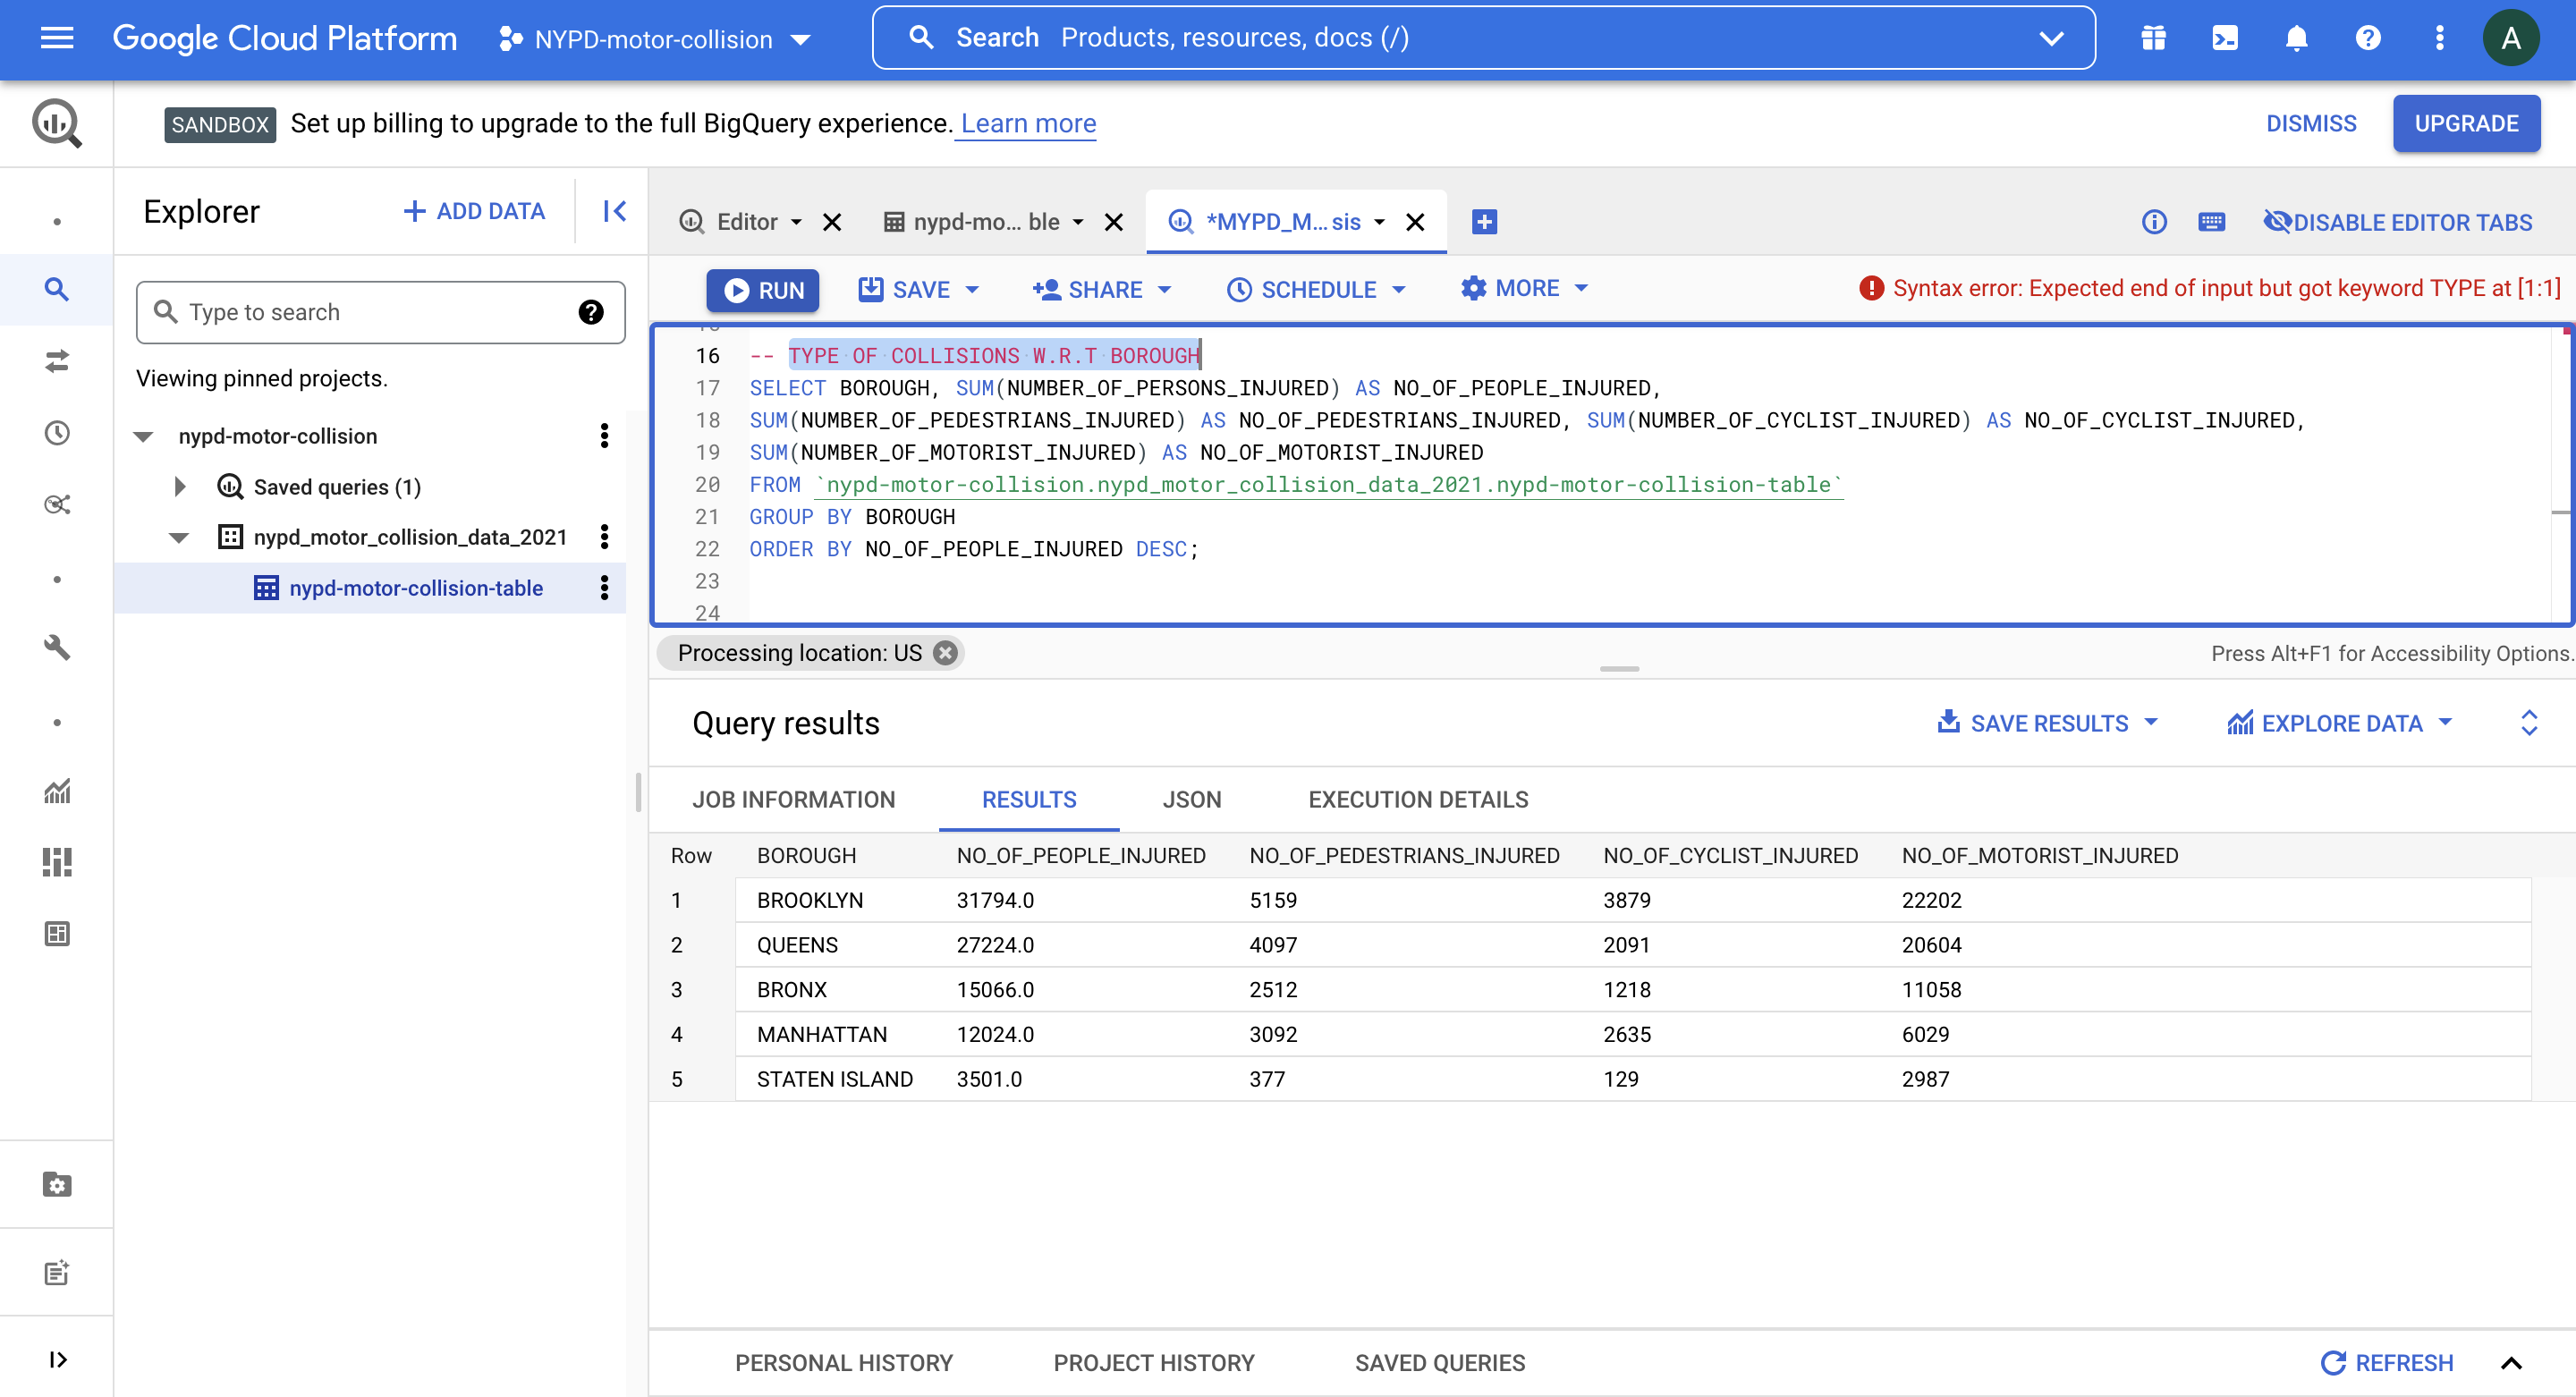 Google Cloud Platform NYPD-motor-collision Search Products, resources, docs (/) A
SANDBOX Set up billing to upgrade to the full BigQuery experience. Learn more DISMISS UPGRADE
Explorer + ADD DATA
Type to search
Viewing pinned projects.
nypd-motor-collision
Saved queries (1)
nypd_motor_collision_data_2021
nypd-motor-collision-table
Editor nypd-mo... ble *MYPD_M... sis DISABLE EDITOR TABS
RUN SAVE SHARE SCHEDULE MORE Syntax error: Expected end of input but got keyword TYPE at [1:1]
16 -- TYPE OF COLLISIONS W.R.T BOROUGH
17 SELECT BOROUGH, SUM(NUMBER_OF_PERSONS_INJURED) AS NO_OF_PEOPLE_INJURED,
18 SUM(NUMBER_OF_PEDESTRIANS_INJURED) AS NO_OF_PEDESTRIANS_INJURED, SUM(NUMBER_OF_CYCLIST_INJURED) AS NO_OF_CYCLIST_INJURED,
19 SUM(NUMBER_OF_MOTORIST_INJURED) AS NO_OF_MOTORIST_INJURED
20 FROM `nypd-motor-collision.nypd_motor_collision_data_2021.nypd-motor-collision-table`
21 GROUP BY BOROUGH
22 ORDER BY NO_OF_PEOPLE_INJURED DESC;
23
24
Processing location: US Press Alt+F1 for Accessibility Options.
Query results SAVE RESULTS EXPLORE DATA
JOB INFORMATION RESULTS JSON EXECUTION DETAILS
Row BOROUGH NO_OF_PEOPLE_INJURED NO_OF_PEDESTRIANS_INJURED NO_OF_CYCLIST_INJURED NO_OF_MOTORIST_INJURED
1 BROOKLYN 31794.0 5159 3879 22202
2 QUEENS 27224.0 4097 2091 20604
3 BRONX 15066.0 2512 1218 11058
4 MANHATTAN 12024.0 3092 2635 6029
5 STATEN ISLAND 3501.0 377 129 2987
PERSONAL HISTORY PROJECT HISTORY SAVED QUERIES REFRESH